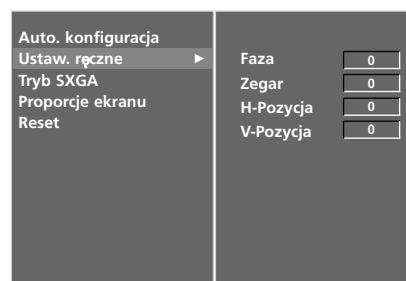 Auto. konfiguracja
Ustaw. ręczne ►
Tryb SXGA
Proporcje ekranu
Reset
Faza 0
Zegar 0
H-Pozycja 0
V-Pozycja 0